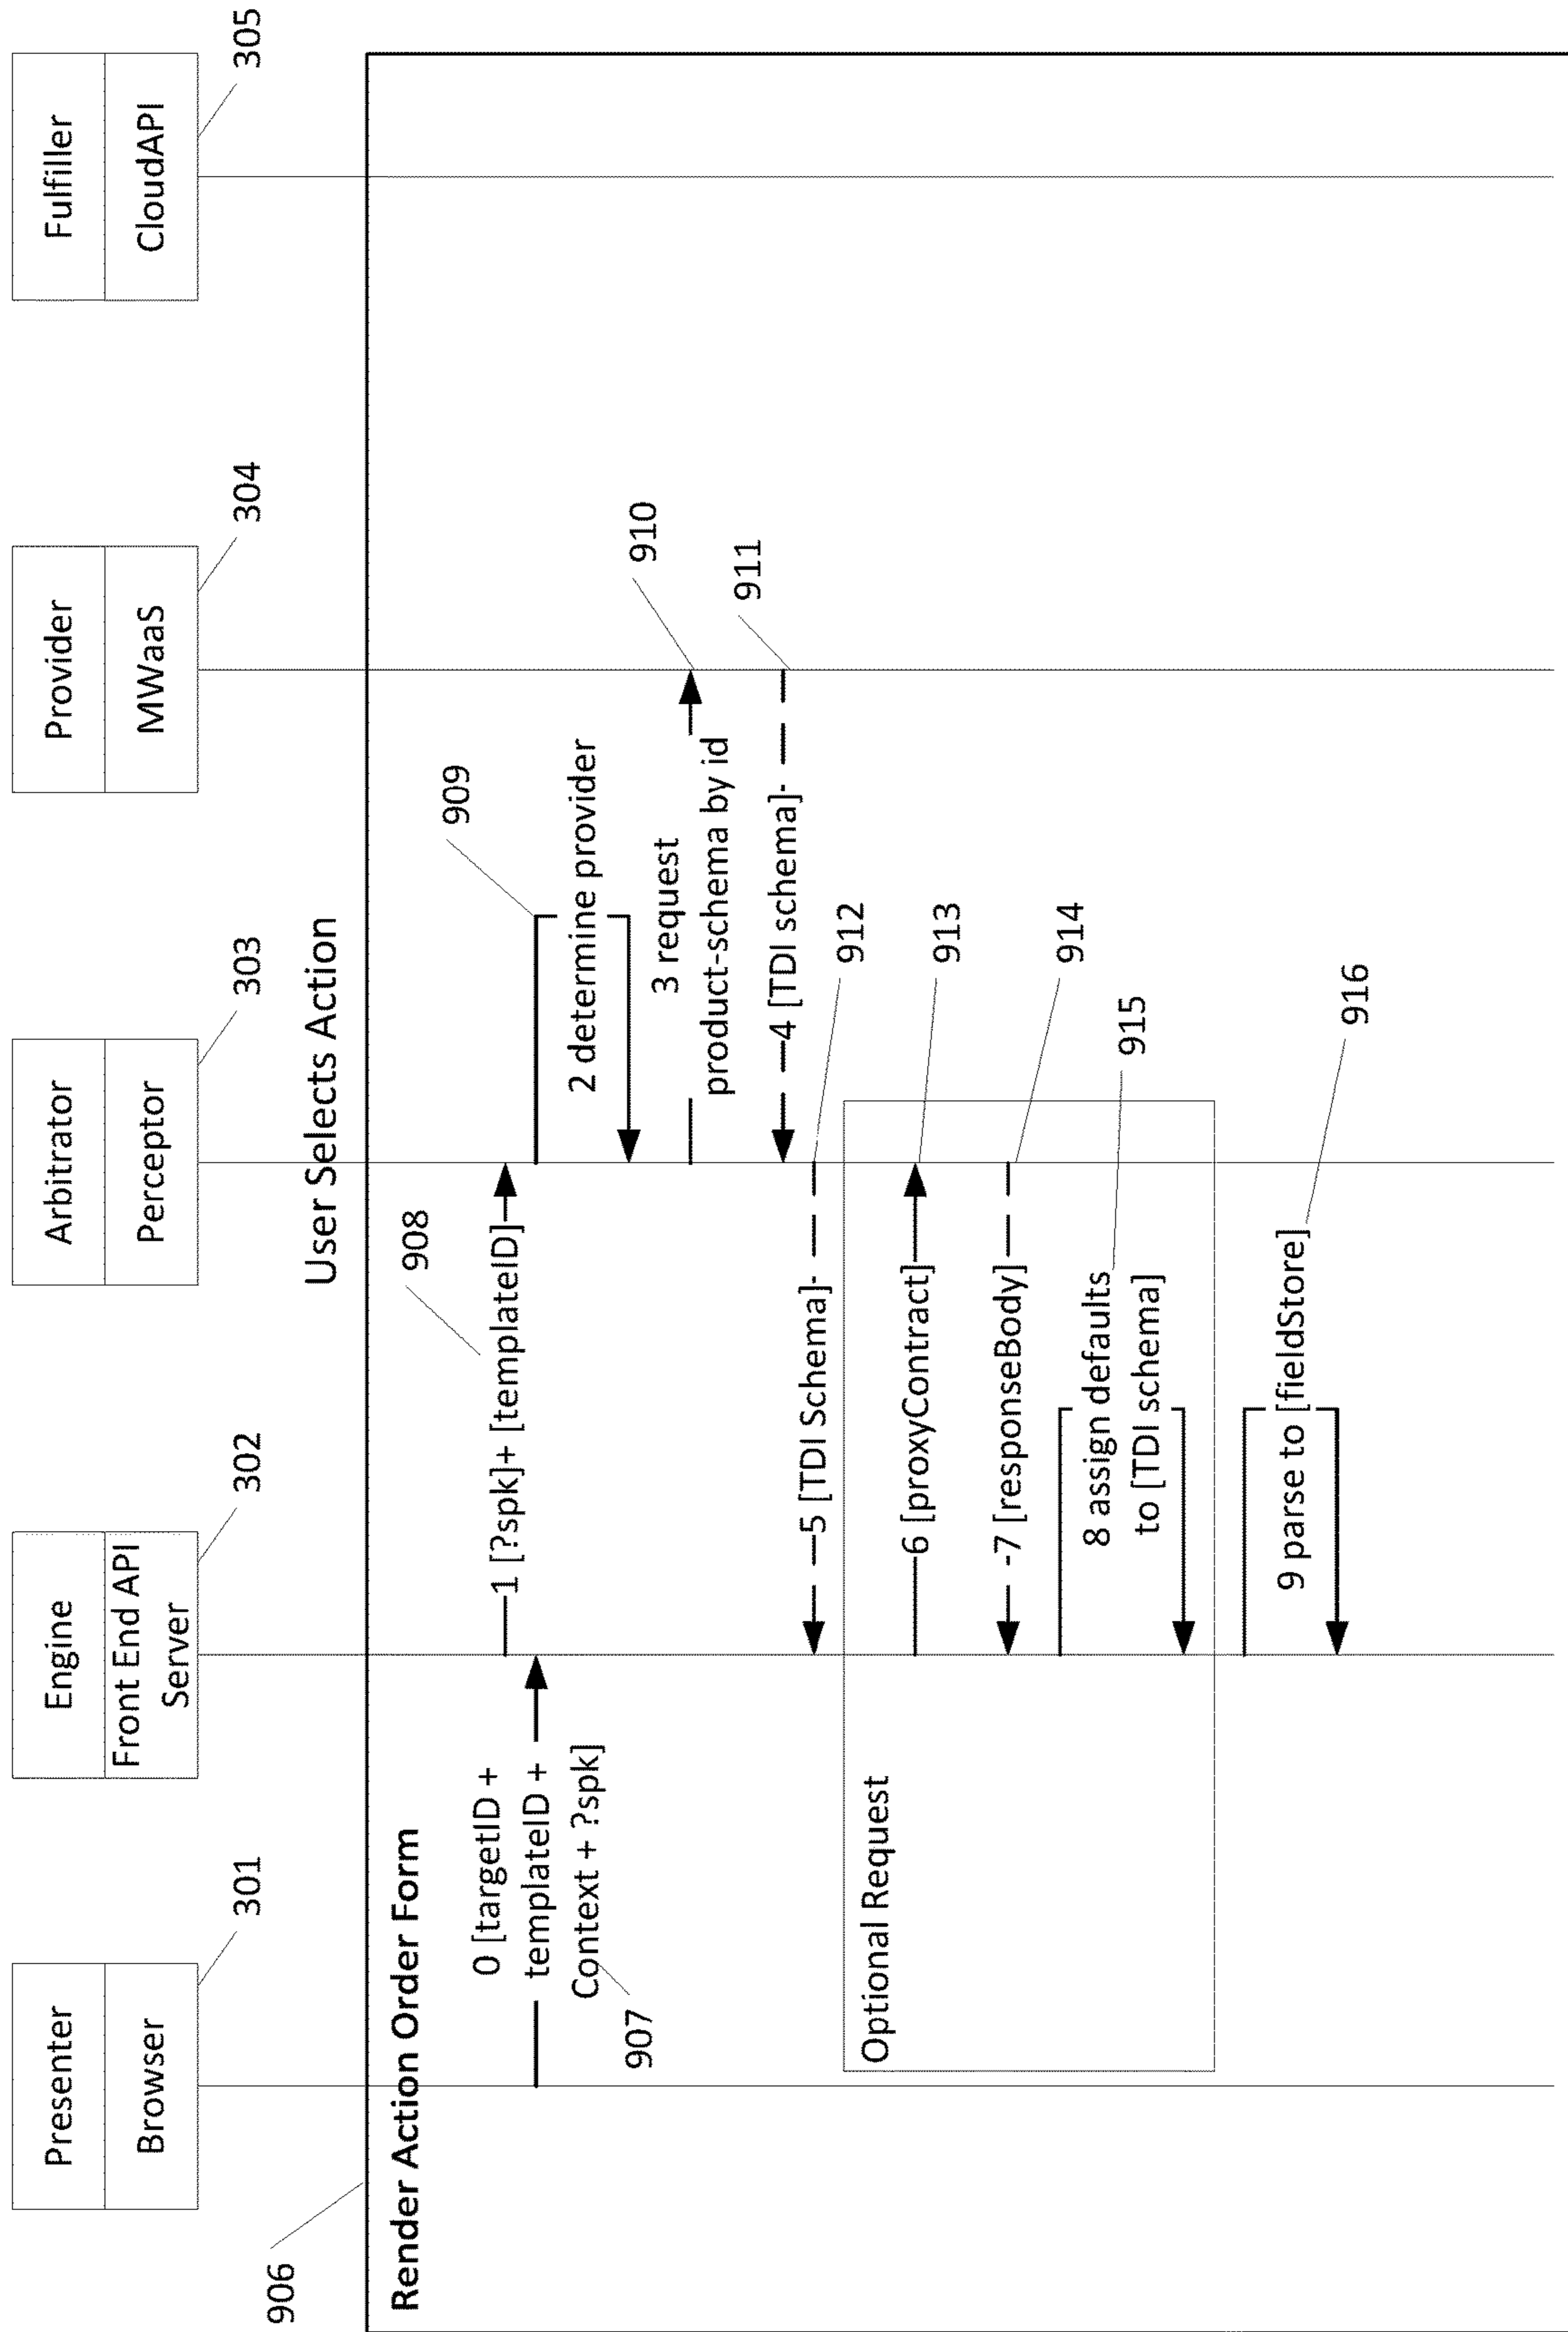 Presenter
Browser
301
Engine
Front End API
Server
302
Arbitrator
Perceptor
303
Provider
MWaaS
304
Fulfiller
CloudAPI
305
User Selects Action
906
Render Action Order Form
0 [targetID +
templateID +
Context + ?spk]
907
1 [?spk]+ [templateID]
908
2 determine provider
909
3 request
product-schema by id
910
4 [TDI schema]
911
5 [TDI Schema]
912
Optional Request
6 [proxyContract]
913
7 [responseBody]
914
8 assign defaults
to [TDI schema]
915
9 parse to [fieldStore]
916